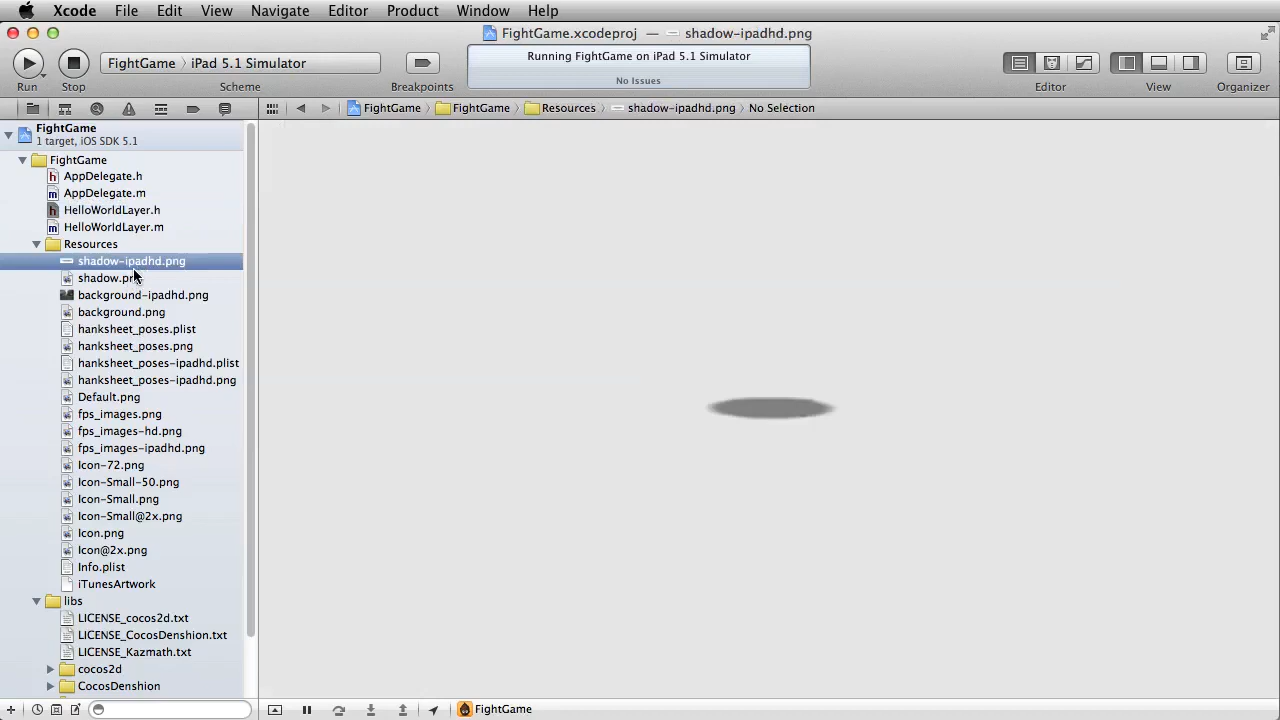 Xcode File Edit View Navigate Editor Product Window Help
FightGame.xcodeproj — shadow-ipadhd.png
FightGame 〉 iPad 5.1 Simulator
Running FightGame on iPad 5.1 Simulator
No Issues
Run Stop Scheme Breakpoints Editor View Organizer
FightGame 〉 FightGame 〉 Resources 〉 shadow-ipadhd.png 〉 No Selection
FightGame
1 target, iOS SDK 5.1
FightGame
AppDelegate.h
AppDelegate.m
HelloWorldLayer.h
HelloWorldLayer.m
Resources
shadow-ipadhd.png
background-ipadhd.png
background.png
hanksheet_poses.plist
hanksheet_poses.png
hanksheet_poses-ipadhd.plist
hanksheet_poses-ipadhd.png
Default.png
fps_images.png
fps_images-hd.png
fps_images-ipadhd.png
Icon-72.png
Icon-Small-50.png
Icon-Small.png
Icon-Small@2x.png
Icon.png
Icon@2x.png
Info.plist
iTunesArtwork
libs
LICENSE_cocos2d.txt
LICENSE_CocosDenshion.txt
LICENSE_Kazmath.txt
cocos2d
CocosDenshion
FightGame